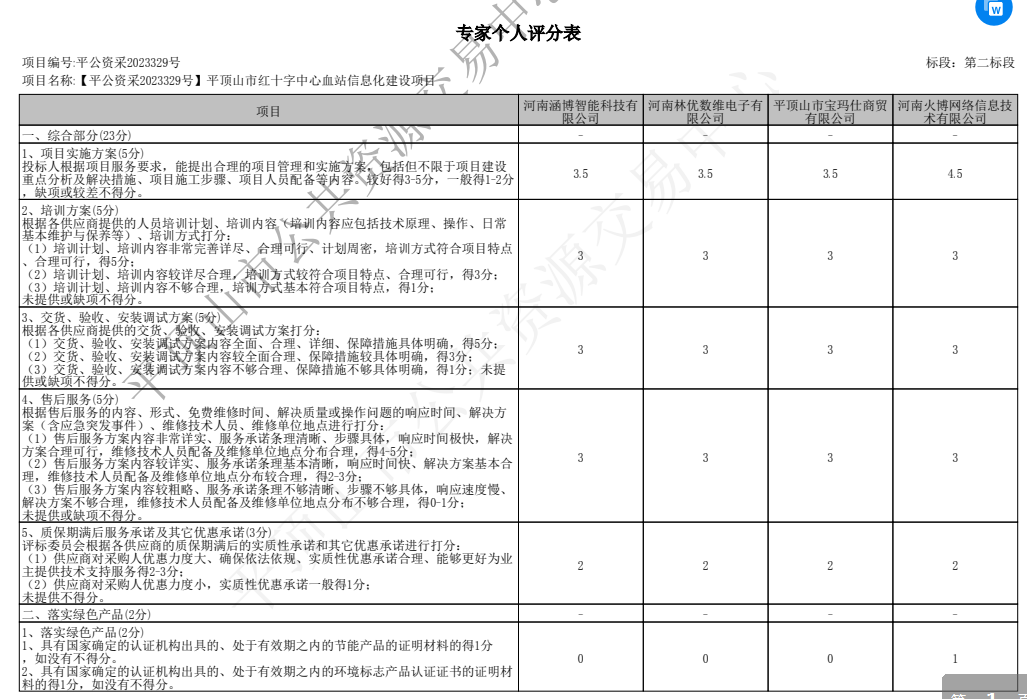 专家个人评分表
项目编号:平公资采2023329号
标段：第二标段
项目名称:【平公资采2023329号】平顶山市红十字中心血站信息化建设项目
项目 河南涵博智能科技有限公司 河南林优数维电子有限公司 平顶山市宝玛仕商贸有限公司 河南火博网络信息技术有限公司
一、综合部分(23分) - - - -
1、项目实施方案(5分)
投标人根据项目服务要求，能提出合理的项目管理和实施方案，包括但不限于项目建设
重点分析及解决措施、项目施工步骤、项目人员配备等内容。较好得3-5分，一般得1-2分
，缺项或较差不得分。
3.5 3.5 3.5 4.5
2、培训方案(5分)
根据各供应商提供的人员培训计划、培训内容（培训内容应包括技术原理、操作、日常
基本维护与保养等）、培训方式打分：
（1）培训计划、培训内容非常完善详尽、合理可行、计划周密，培训方式符合项目特点
、合理可行，得5分；
（2）培训计划、培训内容较详尽合理，培训方式较符合项目特点、合理可行，得3分；
（3）培训计划、培训内容不够合理，培训方式基本符合项目特点，得1分；
未提供或缺项不得分。
3 3 3 3
3、交货、验收、安装调试方案(5分)
根据各供应商提供的交货、验收、安装调试方案打分：
（1）交货、验收、安装调试方案内容全面、合理、详细、保障措施具体明确，得5分；
（2）交货、验收、安装调试方案内容较全面合理、保障措施较具体明确，得3分；
（3）交货、验收、安装调试方案内容不够合理、保障措施不够具体明确，得1分；未提
供或缺项不得分。
3 3 3 3
4、售后服务(5分)
根据售后服务的内容、形式、免费维修时间、解决质量或操作问题的响应时间、解决方
案（含应急突发事件）、维修技术人员、维修单位地点进行打分：
（1）售后服务方案内容非常详实、服务承诺条理清晰、步骤具体，响应时间极快，解决
方案合理可行，维修技术人员配备及维修单位地点分布合理，得4-5分；
（2）售后服务方案内容较详实、服务承诺条理基本清晰，响应时间快、解决方案基本合
理，维修技术人员配备及维修单位地点分布较合理，得2-3分；
（3）售后服务方案内容较粗略、服务承诺条理不够清晰、步骤不够具体，响应速度慢、
解决方案不够合理，维修技术人员配备及维修单位地点分布不够合理，得0-1分；
未提供或缺项不得分。
3 3 3 3
5、质保期满后服务承诺及其它优惠承诺(3分)
评标委员会根据各供应商的质保期满后的实质性承诺和其它优惠承诺进行打分：
（1）供应商对采购人优惠力度大、确保依法依规、实质性优惠承诺合理、能够更好为业
主提供技术支持服务得2-3分；
（2）供应商对采购人优惠力度小，实质性优惠承诺一般得1分；
未提供不得分。
2 2 2 2
二、落实绿色产品(2分) - - - -
1、落实绿色产品(2分)
1、具有国家确定的认证机构出具的、处于有效期之内的节能产品的证明材料的得1分
，如没有不得分。
2、具有国家确定的认证机构出具的、处于有效期之内的环境标志产品认证证书的证明材
料的得1分，如没有不得分。
0 0 0 1
平顶山市公共资源交易中心
平顶山市公共资源交易中心
W